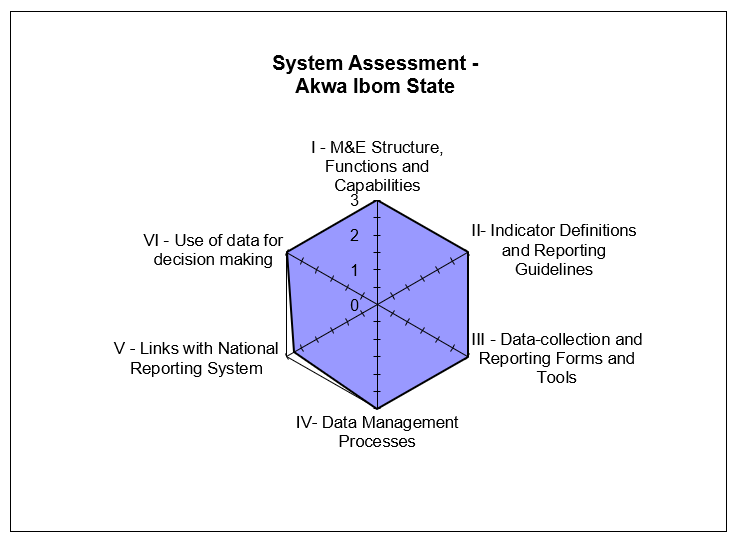 System Assessment -
Akwa Ibom State
I - M&E Structure,
Functions and
Capabilities
3
II- Indicator Definitions
and Reporting
Guidelines
VI - Use of data for
decision making
2
1
0
III - Data-collection and
Reporting Forms and
Tools
V - Links with National
Reporting System
IV- Data Management
Processes